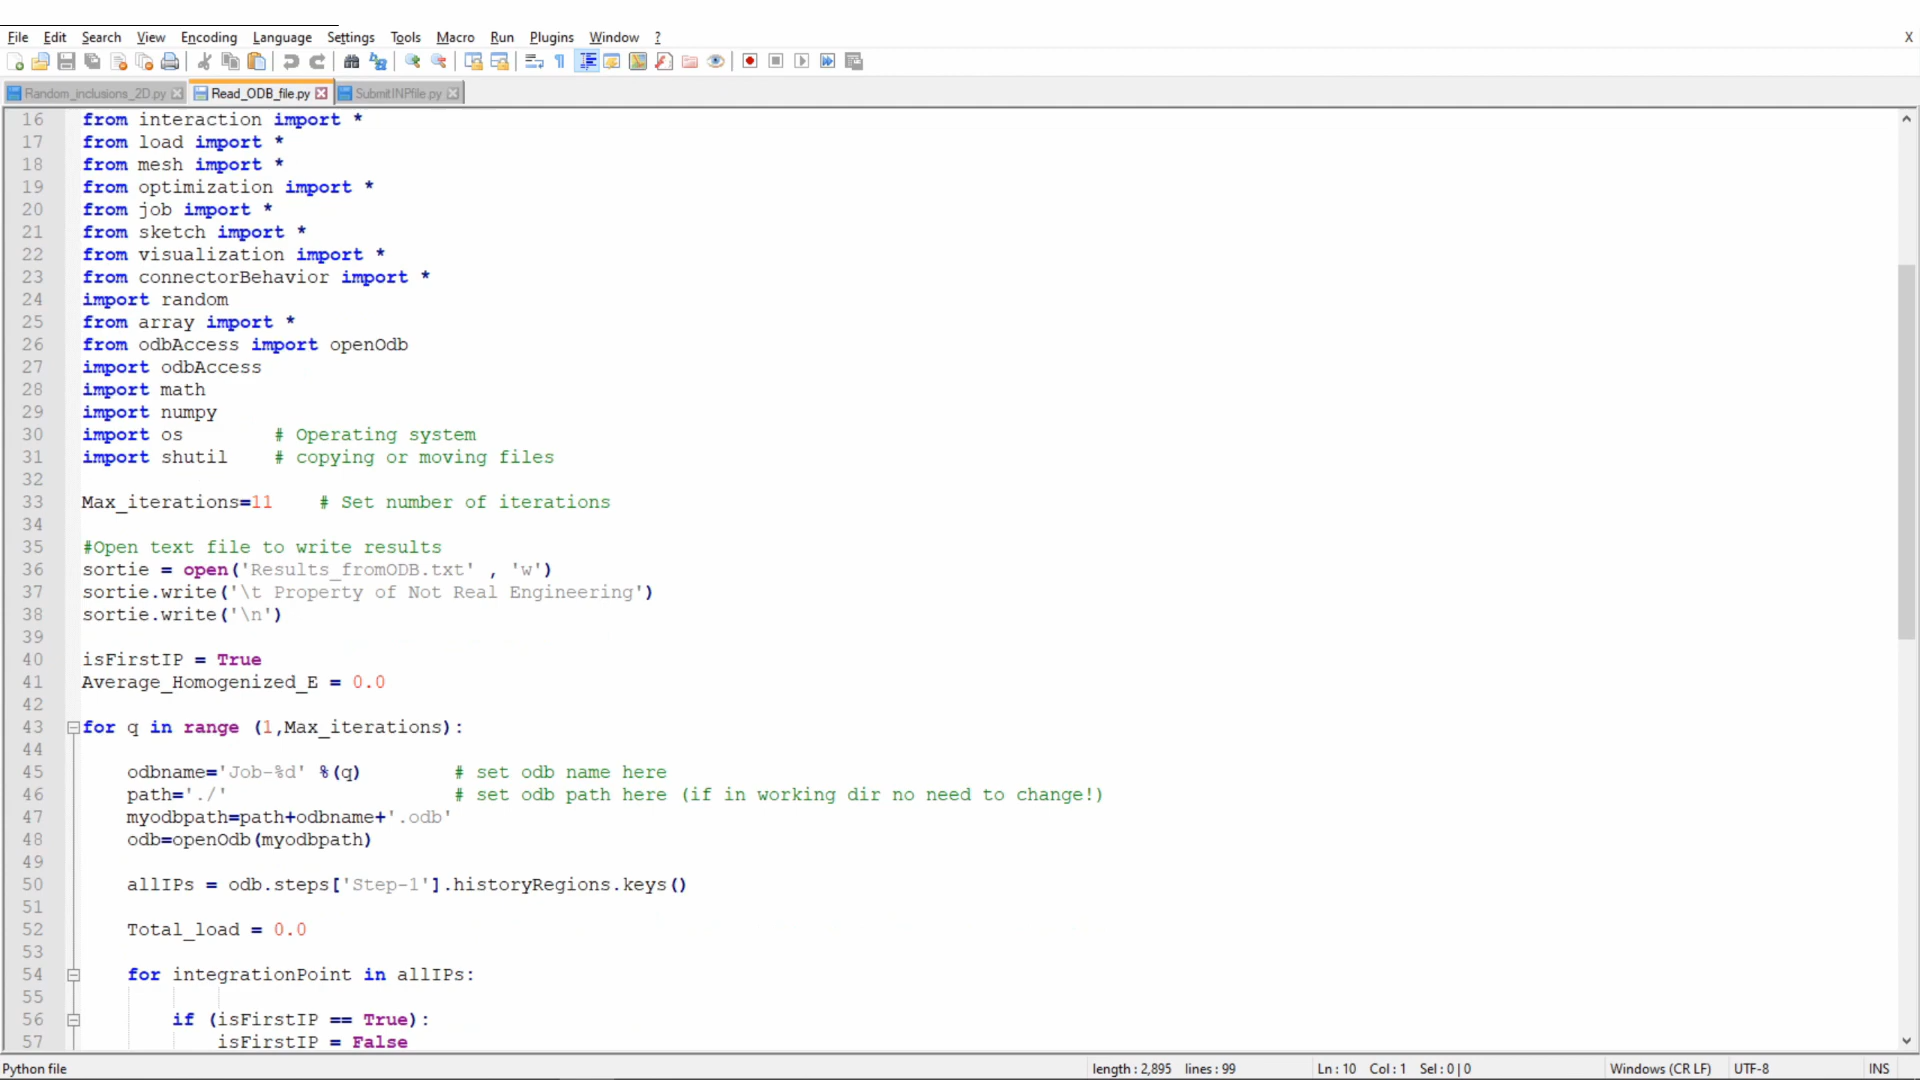 File Edit Search View Encoding Language Settings Tools Macro Run Plugins Window ? X
Random_inclusions_2D.py Read_ODB_file.py SubmitINPfile.py
16 from interaction import *
17 from load import *
18 from mesh import *
19 from optimization import *
20 from job import *
21 from sketch import *
22 from visualization import *
23 from connectorBehavior import *
24 import random
25 from array import *
26 from odbAccess import openOdb
27 import odbAccess
28 import math
29 import numpy
30 import os # Operating system
31 import shutil # copying or moving files
32
33 Max_iterations=11 # Set number of iterations
34
35 #Open text file to write results
36 sortie = open('Results_fromODB.txt' , 'w')
37 sortie.write('\t Property of Not Real Engineering')
38 sortie.write('\n')
39
40 isFirstIP = True
41 Average_Homogenized_E = 0.0
42
43 for q in range (1,Max_iterations):
44
45 odbname='Job-%d' %(q) # set odb name here
46 path='./' # set odb path here (if in working dir no need to change!)
47 myodbpath=path+odbname+'.odb'
48 odb=openOdb(myodbpath)
49
50 allIPs = odb.steps['Step-1'].historyRegions.keys()
51
52 Total_load = 0.0
53
54 for integrationPoint in allIPs:
55
56 if (isFirstIP == True):
57 isFirstIP = False
Python file length : 2,895 lines : 99 Ln : 10 Col : 1 Sel : 0 | 0 Windows (CR LF) UTF-8 INS